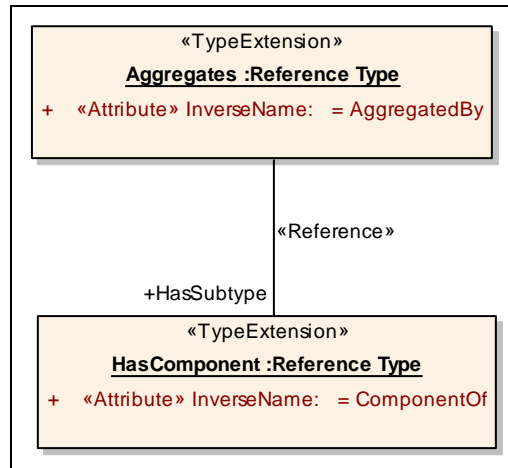 «TypeExtension»
Aggregates :Reference Type
+ «Attribute» InverseName: = AggregatedBy
«Reference»
+HasSubtype
«TypeExtension»
HasComponent :Reference Type
+ «Attribute» InverseName: = ComponentOf